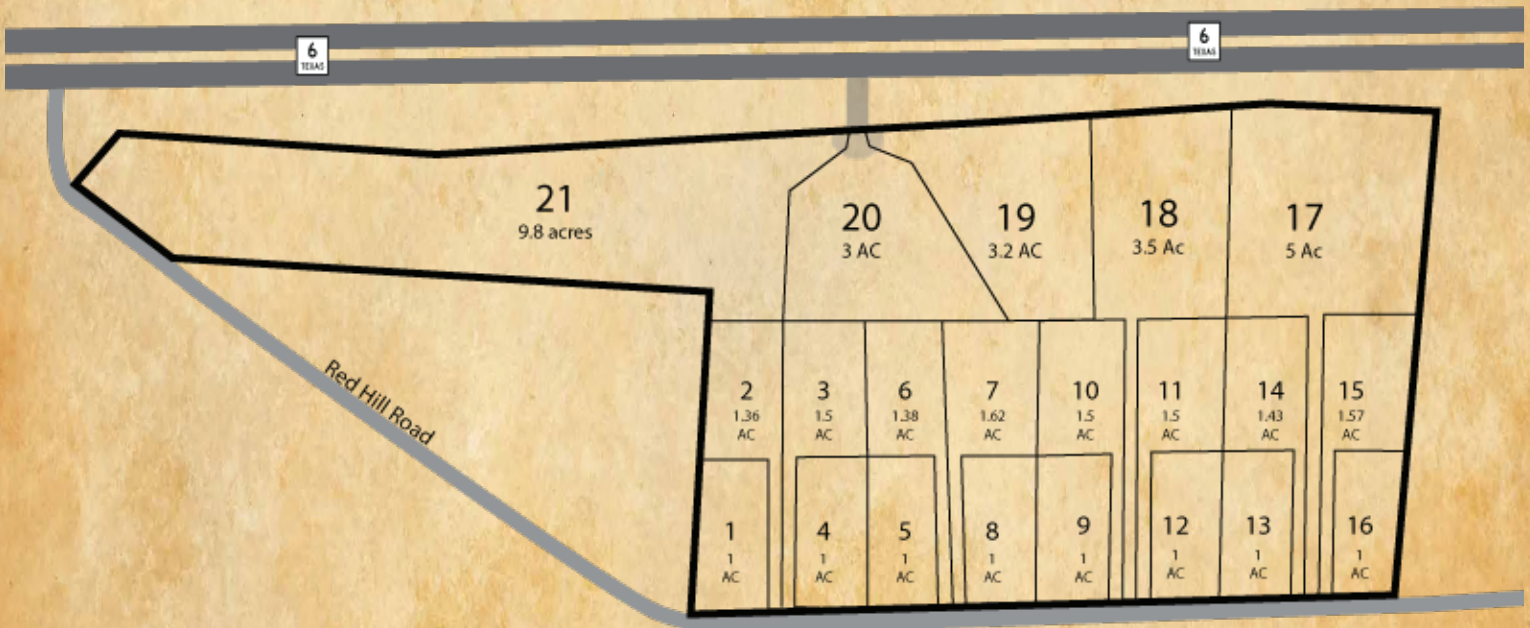 6
TEXAS
6
TEXAS
21
9.8 acres
20
3 AC
19
3.2 AC
18
3.5 Ac
17
5 Ac
Red Hill Road
2
1.36
AC
3
1.5
AC
6
1.38
AC
7
1.62
AC
10
1.5
AC
11
1.5
AC
14
1.43
AC
15
1.57
AC
1
1
AC
4
1
AC
5
1
AC
8
1
AC
9
1
AC
12
1
AC
13
1
AC
16
1
AC